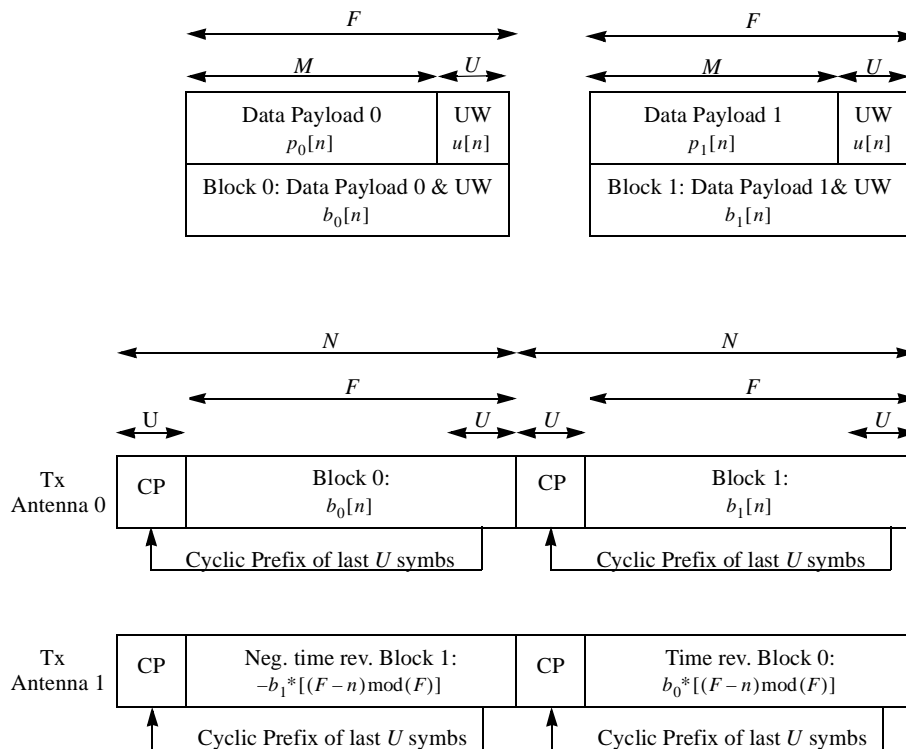 F F
M U M U
Data Payload 0 UW Data Payload 1 UW
p0[n] u[n] p1[n] u[n]
Block 0: Data Payload 0 & UW Block 1: Data Payload 1& UW
b0[n] b1[n]
N N
F F
U U U U
Tx Antenna 0
CP
Block 0:
b0[n]
CP
Block 1:
b1[n]
Cyclic Prefix of last U symbs Cyclic Prefix of last U symbs
Tx Antenna 1
CP
Neg. time rev. Block 1:
–b1*[(F – n)mod(F)]
CP
Time rev. Block 0:
b0*[(F – n)mod(F)]
Cyclic Prefix of last U symbs Cyclic Prefix of last U symbs